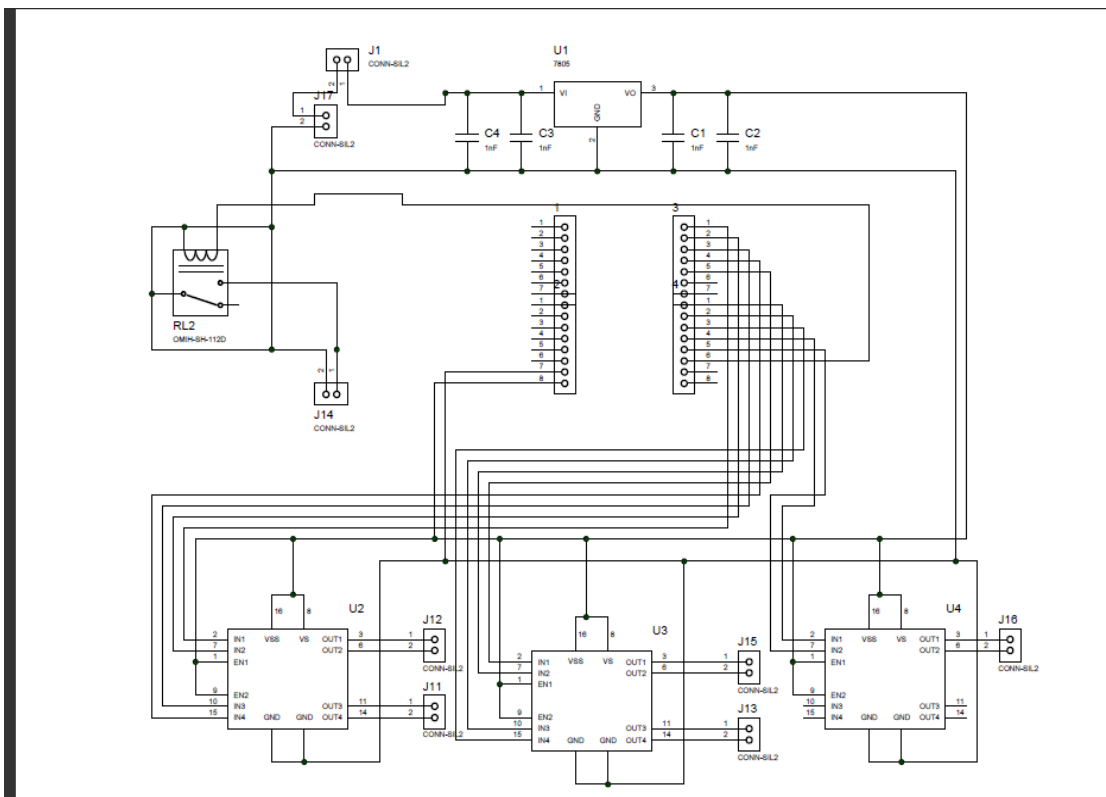 J1
CONN-SIL2
2
1
J17
1
2
CONN-SIL2
U1
7805
1
VI
VO
3
GND
2
C4
1nF
C3
1nF
C1
1nF
C2
1nF
RL2
OMIH-SH-112D
2
1
J14
CONN-SIL2
1
1
2
3
4
5
6
7
2
1
2
3
4
5
6
7
8
3
1
2
3
4
5
6
7
4
1
2
3
4
5
6
7
8
U2
16
8
VSS
VS
2
IN1
7
IN2
1
EN1
9
EN2
10
IN3
15
IN4
GND
GND
OUT1
3
OUT2
6
OUT3
11
OUT4
14
J12
1
2
CONN-SIL2
J11
1
2
CONN-SIL2
U3
16
8
VSS
VS
2
IN1
7
IN2
1
EN1
9
EN2
10
IN3
15
IN4
GND
GND
OUT1
3
OUT2
6
OUT3
11
OUT4
14
J15
1
2
CONN-SIL2
J13
1
2
CONN-SIL2
U4
16
8
VSS
VS
2
IN1
7
IN2
1
EN1
9
EN2
10
IN3
15
IN4
GND
GND
OUT1
3
OUT2
6
OUT3
11
OUT4
14
J16
1
2
CONN-SIL2